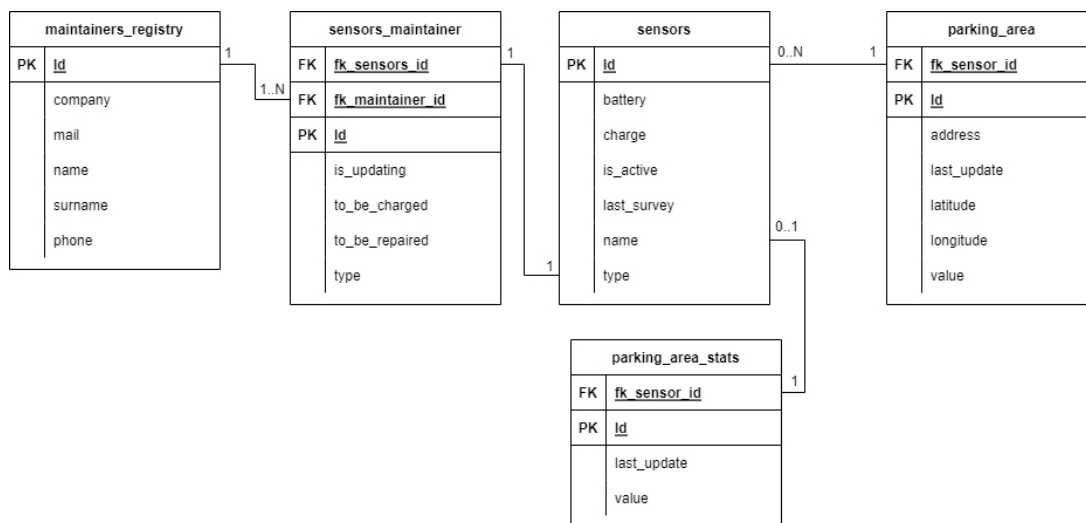 maintainers_registry
PK Id
company
mail
name
surname
phone
1
1..N
sensors_maintainer
FK fk_sensors_id
FK fk_maintainer_id
PK Id
is_updating
to_be_charged
to_be_repaired
type
1
1
sensors
PK Id
battery
charge
is_active
last_survey
name
type
0..N
1
parking_area
FK fk_sensor_id
PK Id
address
last_update
latitude
longitude
value
0..1
1
parking_area_stats
FK fk_sensor_id
PK Id
last_update
value